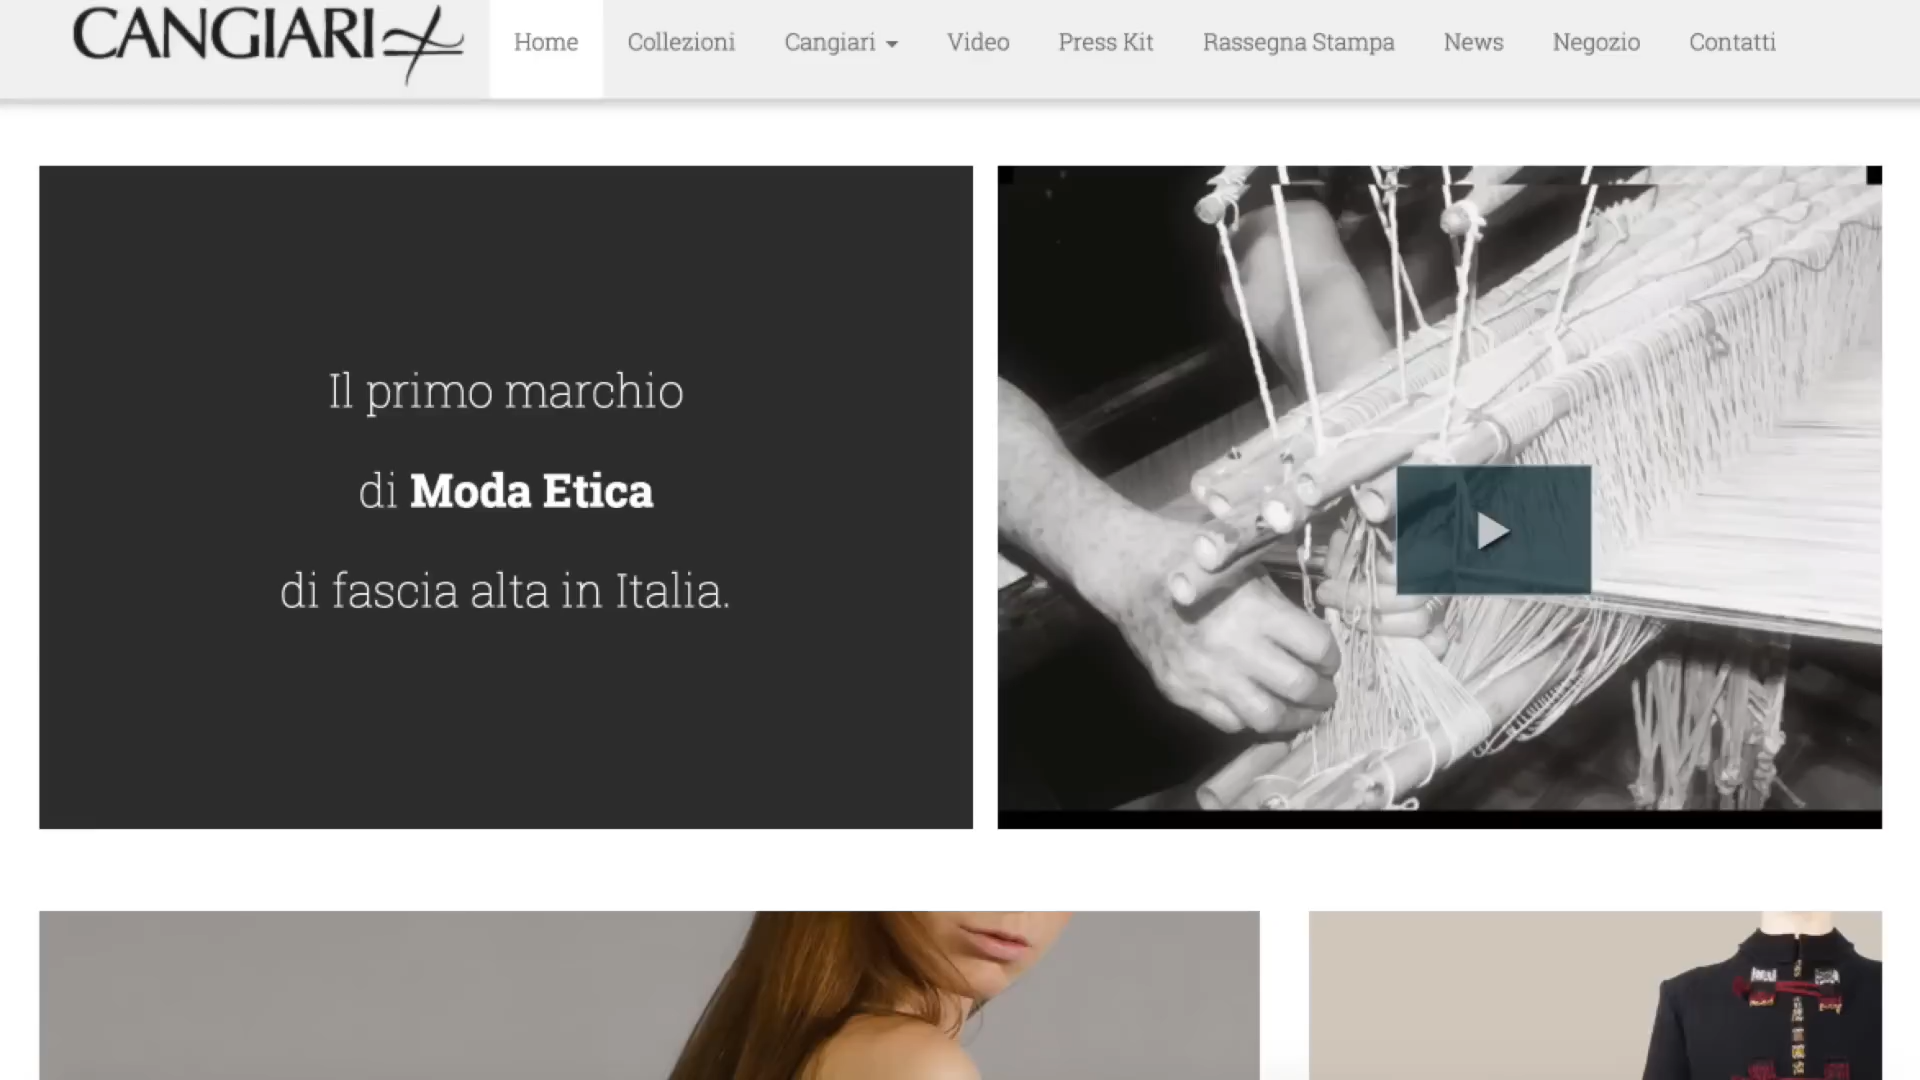 CANGIARI
Home
Collezioni
Cangiari
Video
Press Kit
Rassegna Stampa
News
Negozio
Contatti
Il primo marchio
di Moda Etica
di fascia alta in Italia.